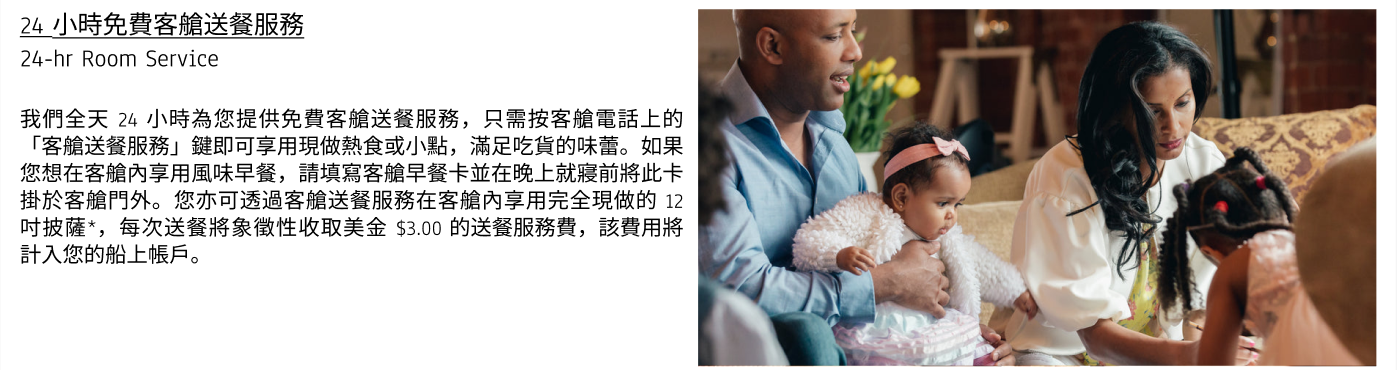 24 小時免費客艙送餐服務
24-hr Room Service
我們全天 24 小時為您提供免費客艙送餐服務，只需按客艙電話上的
「客艙送餐服務」鍵即可享用現做熱食或小點，滿足吃貨的味蕾。如果
您想在客艙內享用風味早餐，請填寫客艙早餐卡並在晚上就寢前將此卡
掛於客艙門外。您亦可透過客艙送餐服務在客艙內享用完全現做的 12
吋披薩*，每次送餐將象徵性收取美金 $3.00 的送餐服務費，該費用將
計入您的船上帳戶。